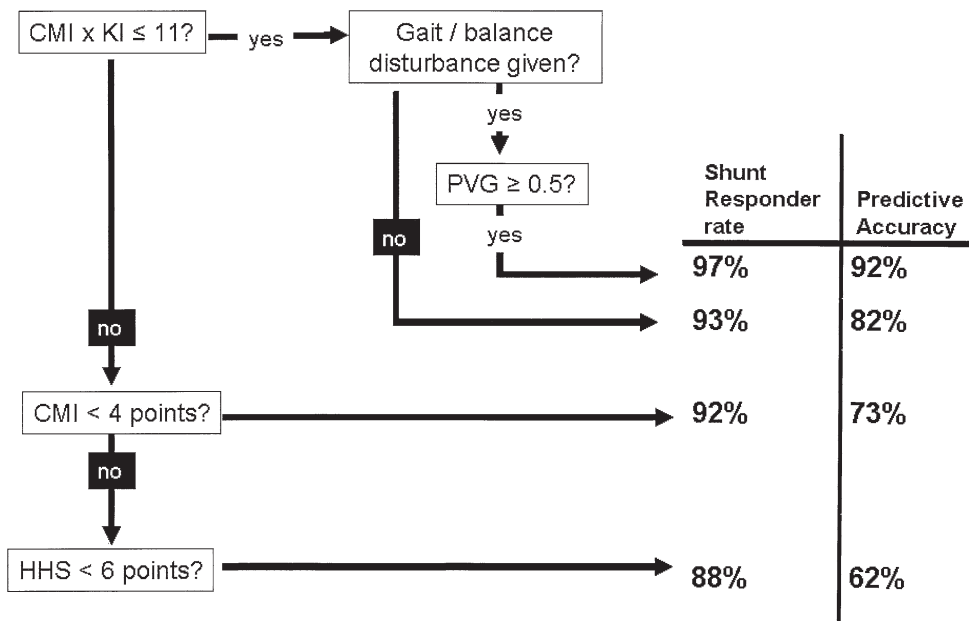 CMI x KI ≤ 11?
yes
Gait / balance
disturbance given?
yes
PVG ≥ 0.5?
yes
no
Shunt
Responder
rate
Predictive
Accuracy
97%
92%
93%
82%
no
CMI < 4 points?
92%
73%
no
HHS < 6 points?
88%
62%